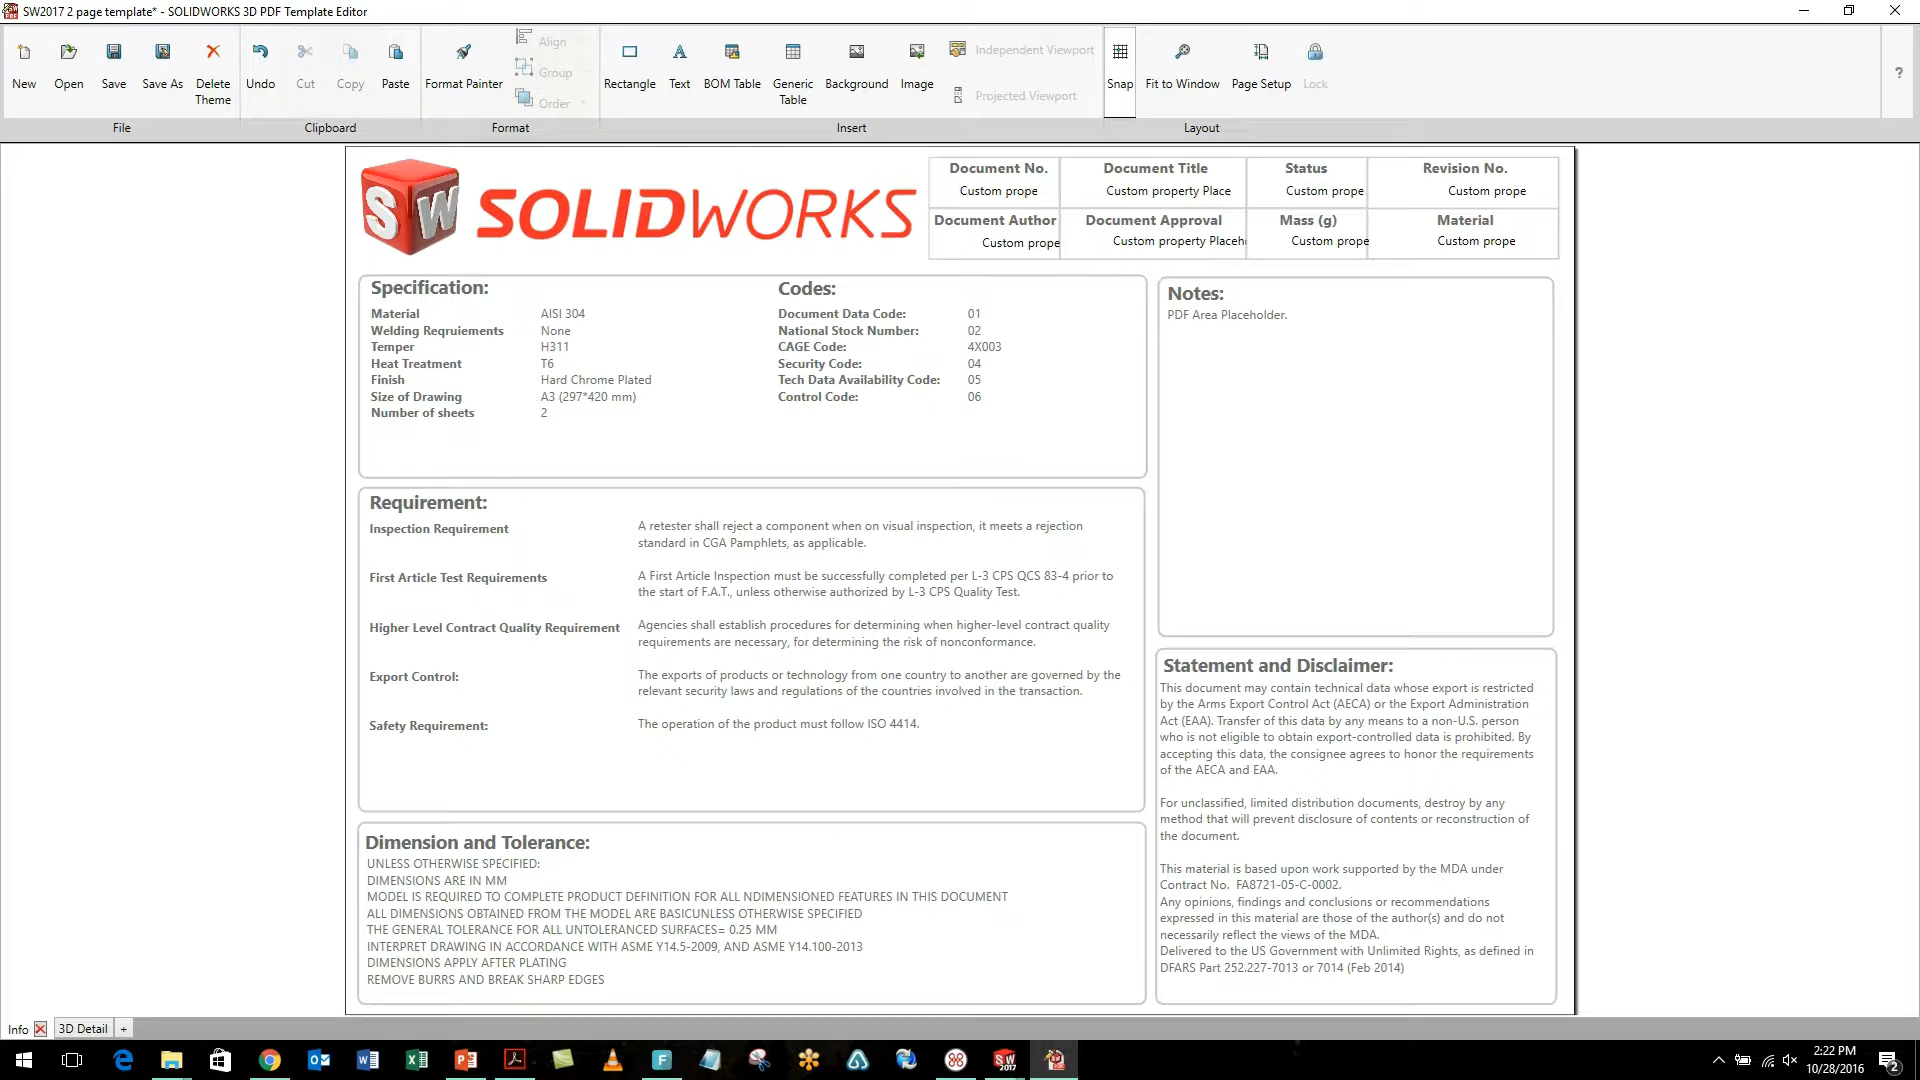 SW2017 2 page template* - SOLIDWORKS 3D PDF Template Editor
New Open Save Save As Delete Theme Undo Cut Copy Paste Format Painter Align Group Order Rectangle Text BOM Table Generic Table Background Image Independent Viewport Projected Viewport Snap Fit to Window Page Setup Lock ?
File Clipboard Format Insert Layout
SW SOLIDWORKS
Document No. Document Title Status Revision No.
Custom prope Custom property Place Custom prope Custom prope
Document Author Document Approval Mass (g) Material
Custom prope Custom property Placeh Custom prope Custom prope
Specification:
Material AISI 304
Welding Reqruiements None
Temper H311
Heat Treatment T6
Finish Hard Chrome Plated
Size of Drawing A3 (297*420 mm)
Number of sheets 2
Codes:
Document Data Code: 01
National Stock Number: 02
CAGE Code: 4X003
Security Code: 04
Tech Data Availability Code: 05
Control Code: 06
Notes:
PDF Area Placeholder.
Requirement:
Inspection Requirement A retester shall reject a component when on visual inspection, it meets a rejection
standard in CGA Pamphlets, as applicable.
First Article Test Requirements A First Article Inspection must be successfully completed per L-3 CPS QCS 83-4 prior to
the start of F.A.T., unless otherwise authorized by L-3 CPS Quality Test.
Higher Level Contract Quality Requirement Agencies shall establish procedures for determining when higher-level contract quality
requirements are necessary, for determining the risk of nonconformance.
Export Control: The exports of products or technology from one country to another are governed by the
relevant security laws and regulations of the countries involved in the transaction.
Safety Requirement: The operation of the product must follow ISO 4414.
Statement and Disclaimer:
This document may contain technical data whose export is restricted
by the Arms Export Control Act (AECA) or the Export Administration
Act (EAA). Transfer of this data by any means to a non-U.S. person
who is not eligible to obtain export-controlled data is prohibited. By
accepting this data, the consignee agrees to honor the requirements
of the AECA and EAA.
For unclassified, limited distribution documents, destroy by any
method that will prevent disclosure of contents or reconstruction of
the document.
This material is based upon work supported by the MDA under
Contract No.  FA8721-05-C-0002.
Any opinions, findings and conclusions or recommendations
expressed in this material are those of the author(s) and do not
necessarily reflect the views of the MDA.
Delivered to the US Government with Unlimited Rights, as defined in
DFARS Part 252.227-7013 or 7014 (Feb 2014)
Dimension and Tolerance:
UNLESS OTHERWISE SPECIFIED:
DIMENSIONS ARE IN MM
MODEL IS REQUIRED TO COMPLETE PRODUCT DEFINITION FOR ALL NDIMENSIONED FEATURES IN THIS DOCUMENT
ALL DIMENSIONS OBTAINED FROM THE MODEL ARE BASICUNLESS OTHERWISE SPECIFIED
THE GENERAL TOLERANCE FOR ALL UNTOLERANCED SURFACES= 0.25 MM
INTERPRET DRAWING IN ACCORDANCE WITH ASME Y14.5-2009, AND ASME Y14.100-2013
DIMENSIONS APPLY AFTER PLATING
REMOVE BURRS AND BREAK SHARP EDGES
Info 3D Detail +
2:22 PM
10/28/2016
2